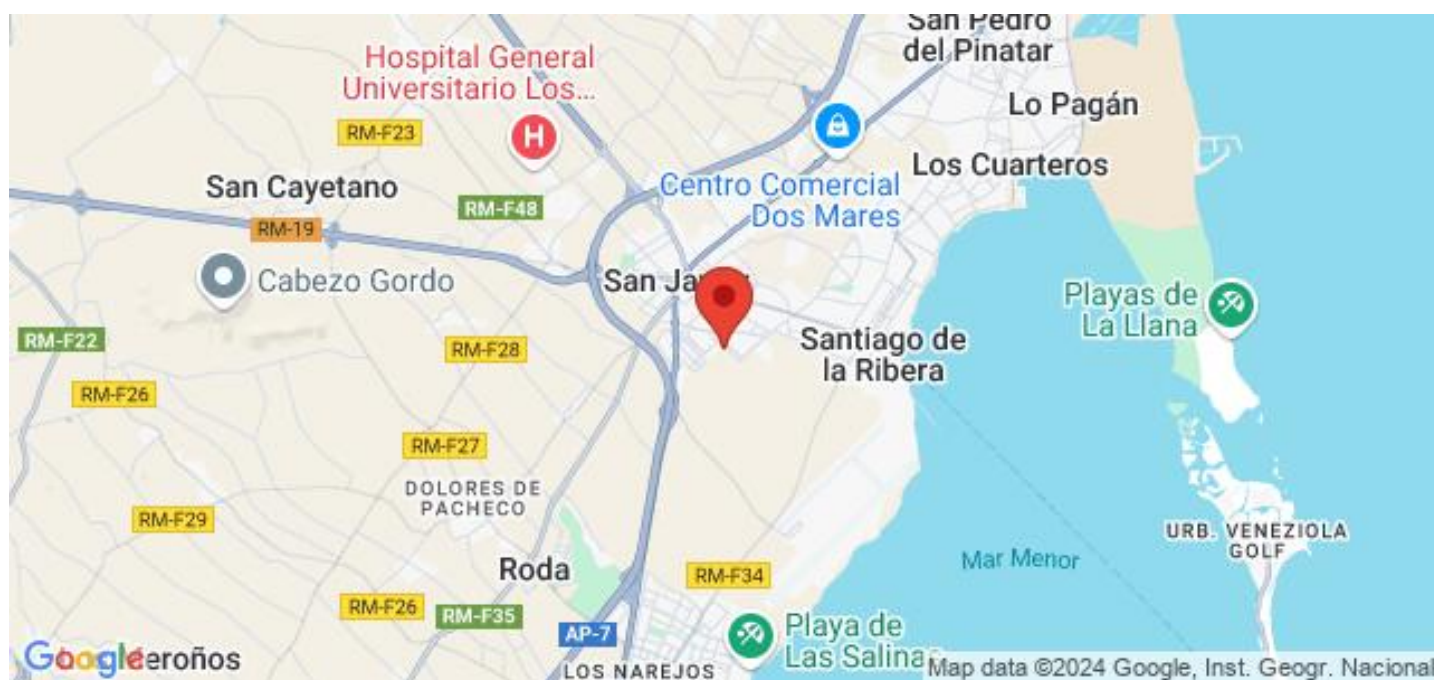 San Pedro
del Pinatar
Hospital General
Universitario Los...
Lo Pagán
RM-F23
Los Cuarteros
San Cayetano
Centro Comercial
Dos Mares
RM-F48
RM-19
Cabezo Gordo
San Ja
Playas de
La Llana
RM-F22
RM-F28
Santiago de
la Ribera
RM-F26
RM-F27
DOLORES DE
PACHECO
RM-F29
URB. VENEZIOLA
GOLF
Mar Menor
Roda
RM-F34
RM-F26
RM-F35
AP-7
Playa de
Las Salinas
Google
eroños
LOS NAREJOS
Map data ©2024 Google, Inst. Geogr. Nacional